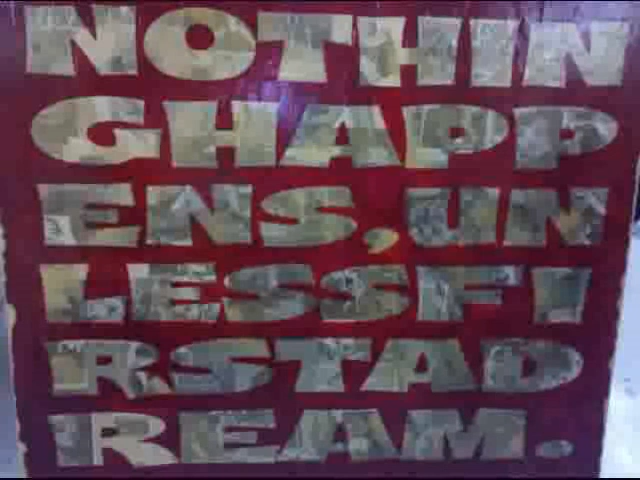 NOTHIN
GHAPP
ENS,UN
LESSFI
RSTAD
REAM.